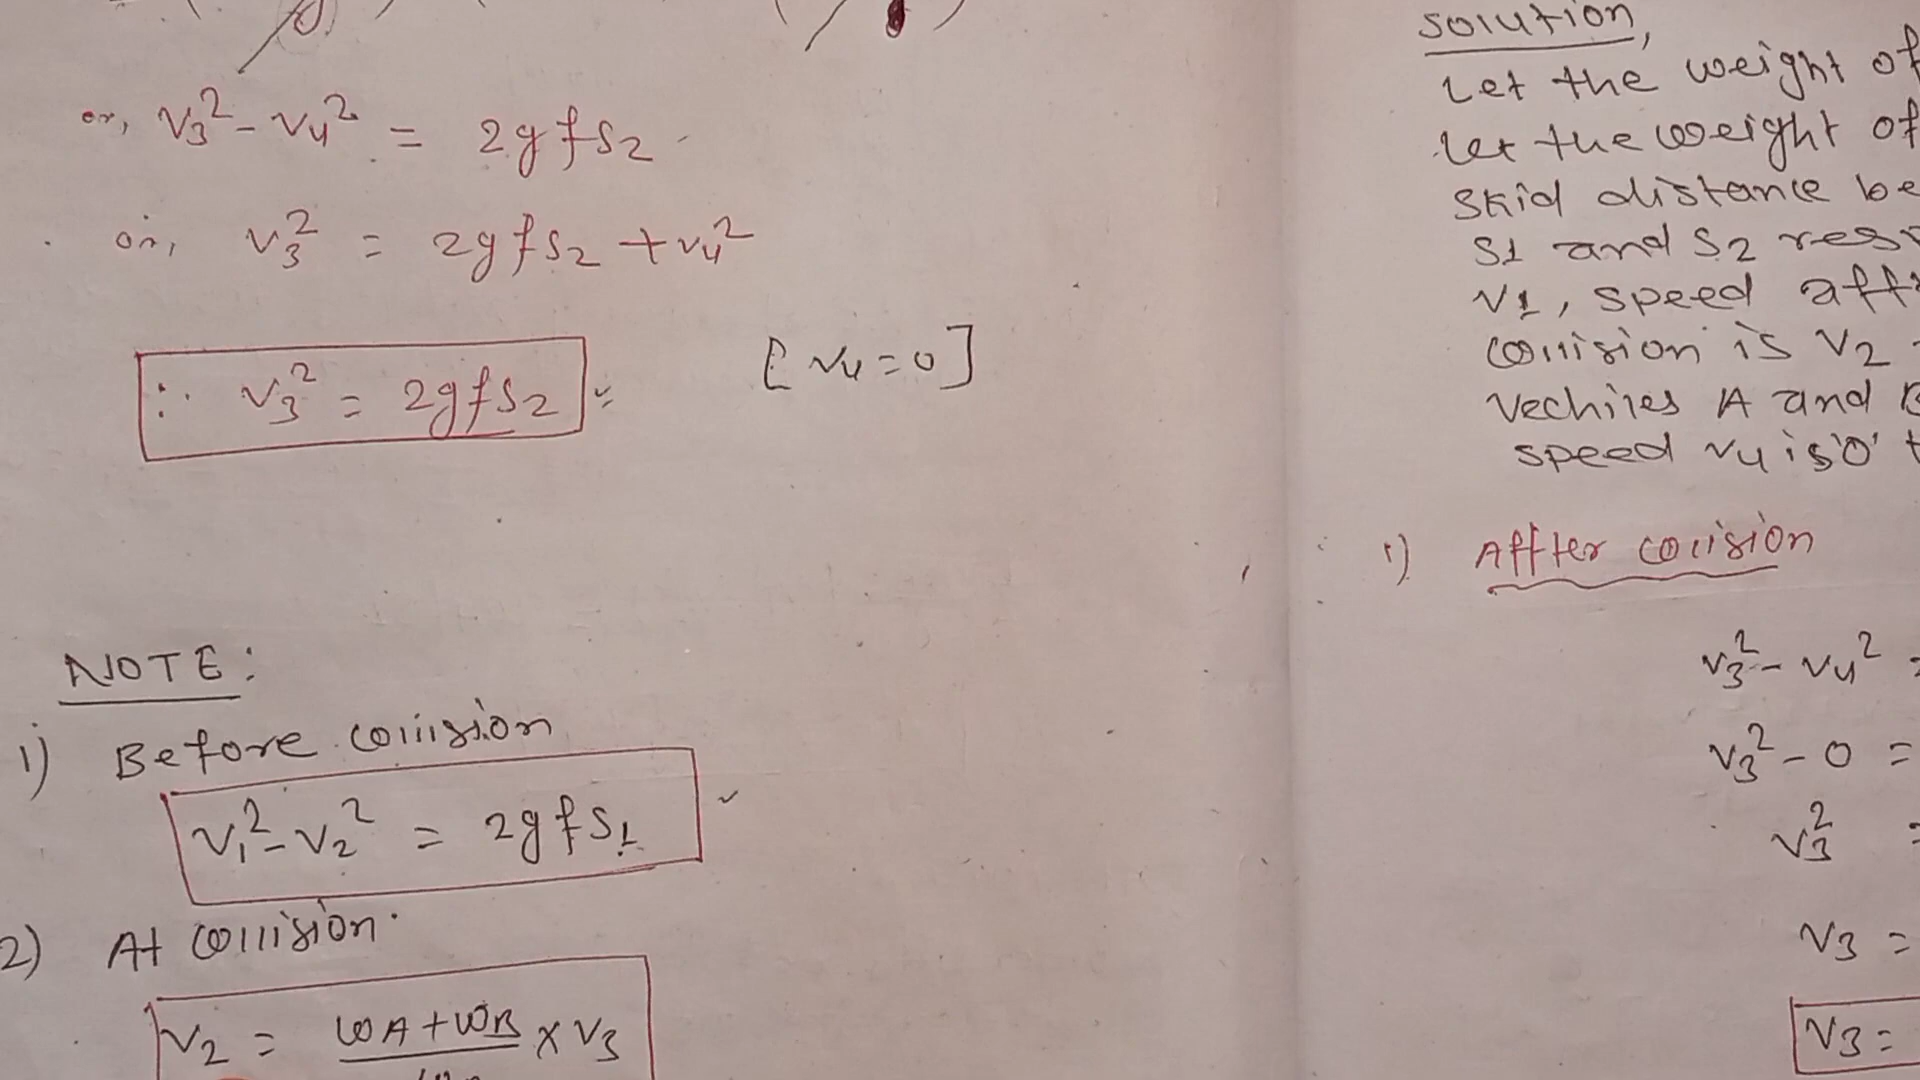 or, v₃² - v₄² = 2gfs₂
or, v₃² = 2gfs₂ + v₄²
∴ v₃² = 2gfs₂ [v₄ = 0]
NOTE:
1) Before collision
v₁² - v₂² = 2gfs₁
2) At collision.
v₂ = WA + WB × v₃
solution,
Let the weight of
let the weight of
skid distance be
s1 and s2
v1, speed
collision is v2
vechiles A and B
speed v4 is '0'
1) Affter collision
v₃² - v₄² =
v₃² - 0 =
v₃² =
v₃ =
v₃ =